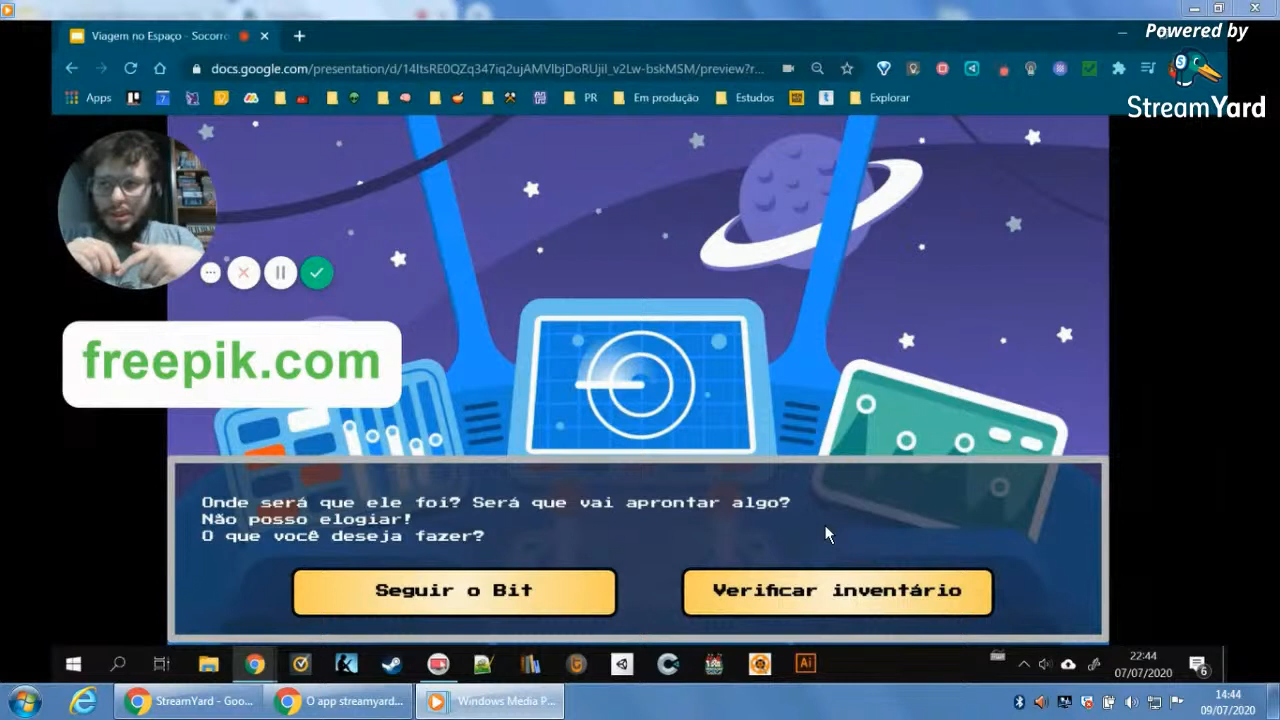 Powered by
StreamYard
Viagem no Espaço - Socorro
docs.google.com/presentation/d/14ltsRE0QZq347iq2ujAMVlbjDoRUjil_v2Lw-bskMSM/preview?r...
Apps
PR
Em produção
Estudos
Explorar
freepik.com
Onde será que ele foi? Será que vai aprontar algo?
Não posso elogiar!
O que você deseja fazer?
Seguir o Bit
Verificar inventário
22:44
07/07/2020
6
StreamYard - Goo...
O app streamyard...
Windows Media P...
14:44
09/07/2020